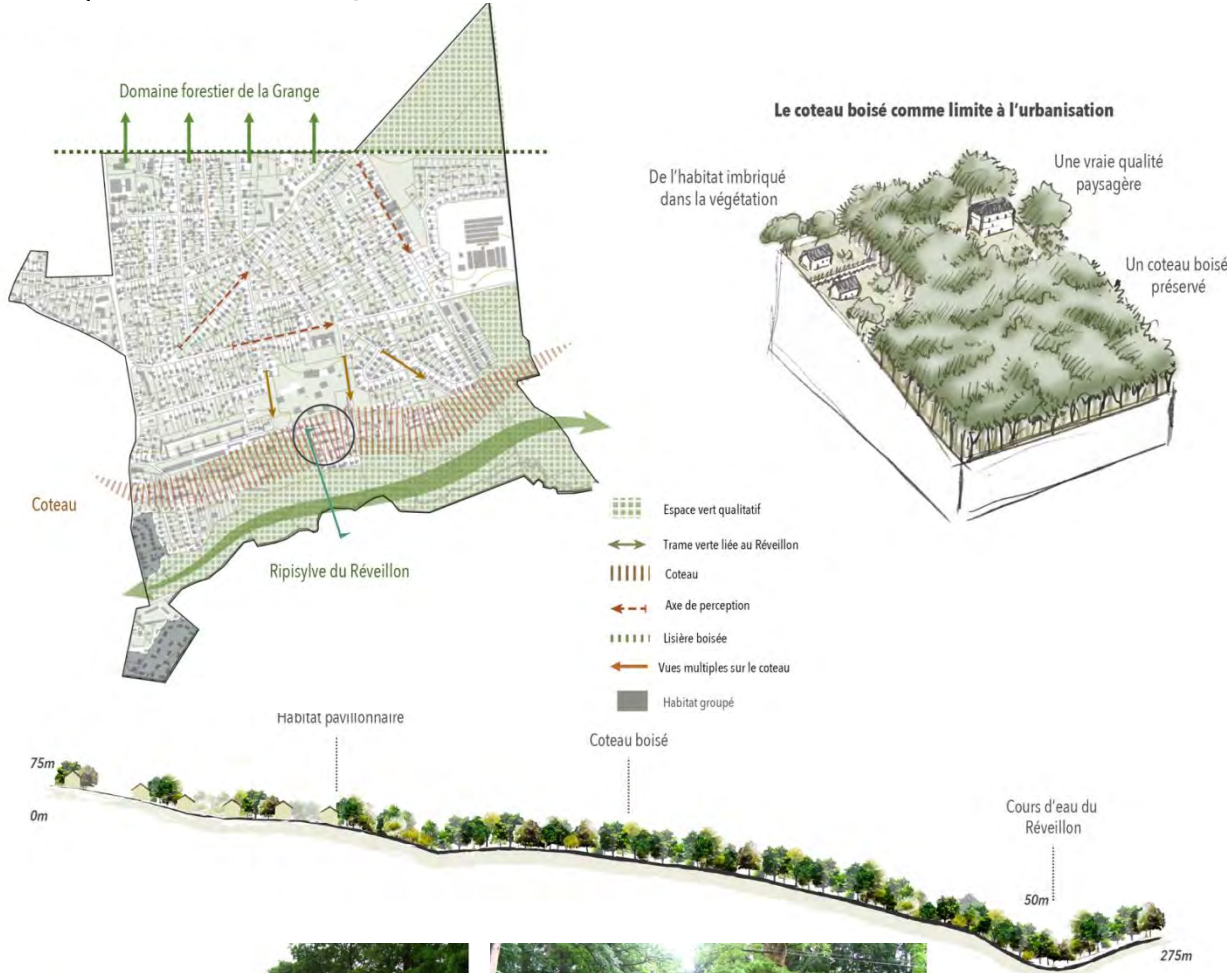 Domaine forestier de la Grange
Le coteau boisé comme limite à l'urbanisation
De l'habitat imbriqué
dans la végétation
Une vraie qualité
paysagère
Un coteau boisé
préservé
Coteau
Ripisylve du Réveillon
Espace vert qualitatif
Trame verte liée au Réveillon
Coteau
Axe de perception
Lisière boisée
Vues multiples sur le coteau
Habitat groupé
Habitat pavillonnaire
Coteau boisé
Cours d'eau du
Réveillon
75m
0m
50m
275m